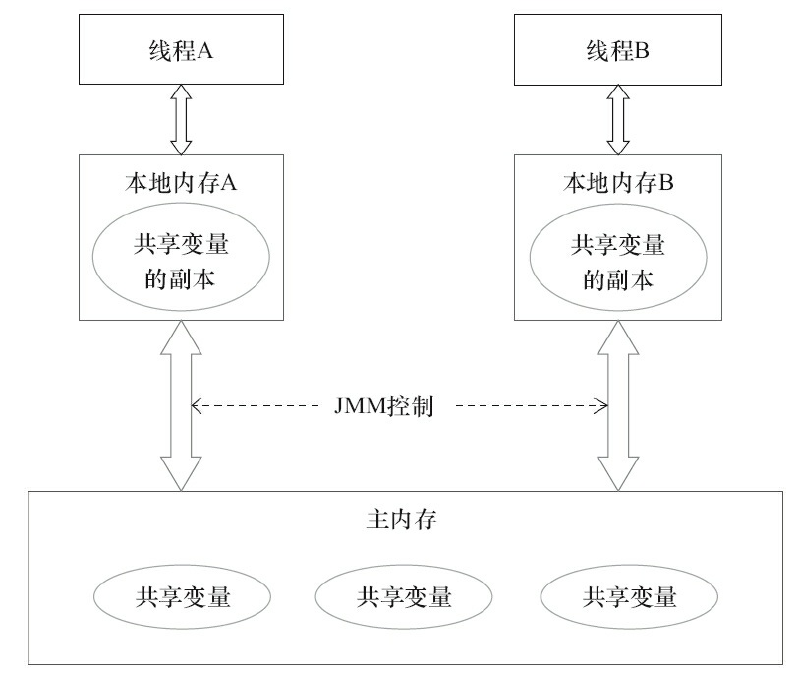 线程A
线程B
本地内存A
本地内存B
共享变量
的副本
共享变量
的副本
JMM控制
主内存
共享变量
共享变量
共享变量